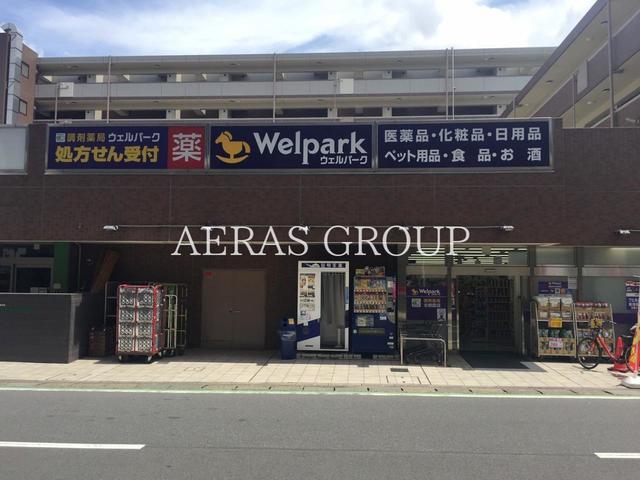 調剤薬局 ウェルパーク
処方せん受付
薬
Welpark
ウェルパーク
医薬品・化粧品・日用品
ペット用品・食品・お酒
AERAS GROUP
Welpark